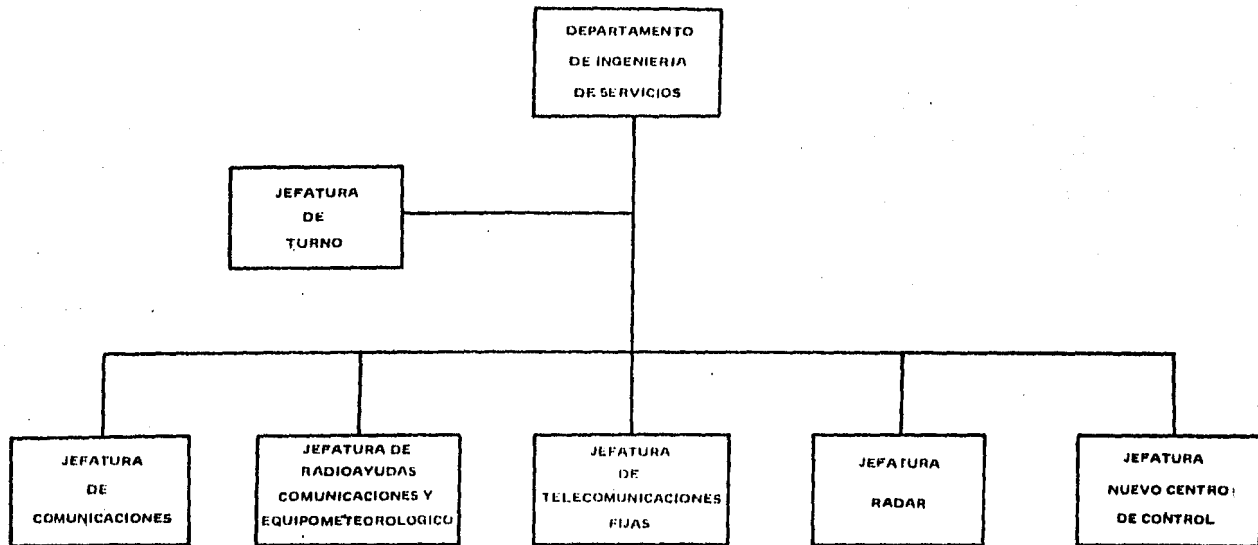 DEPARTAMENTO
DE INGENIERIA
DE SERVICIOS
JEFATURA
DE
TURNO
JEFATURA
DE
COMUNICACIONES
JEFATURA DE
RADIOAYUDAS
COMUNICACIONES Y
EQUIPOMETEOROLOGICO
JEFATURA
DE
TELECOMUNICACIONES
FIJAS
JEFATURA
RADAR
JEFATURA
NUEVO CENTRO
DE CONTROL